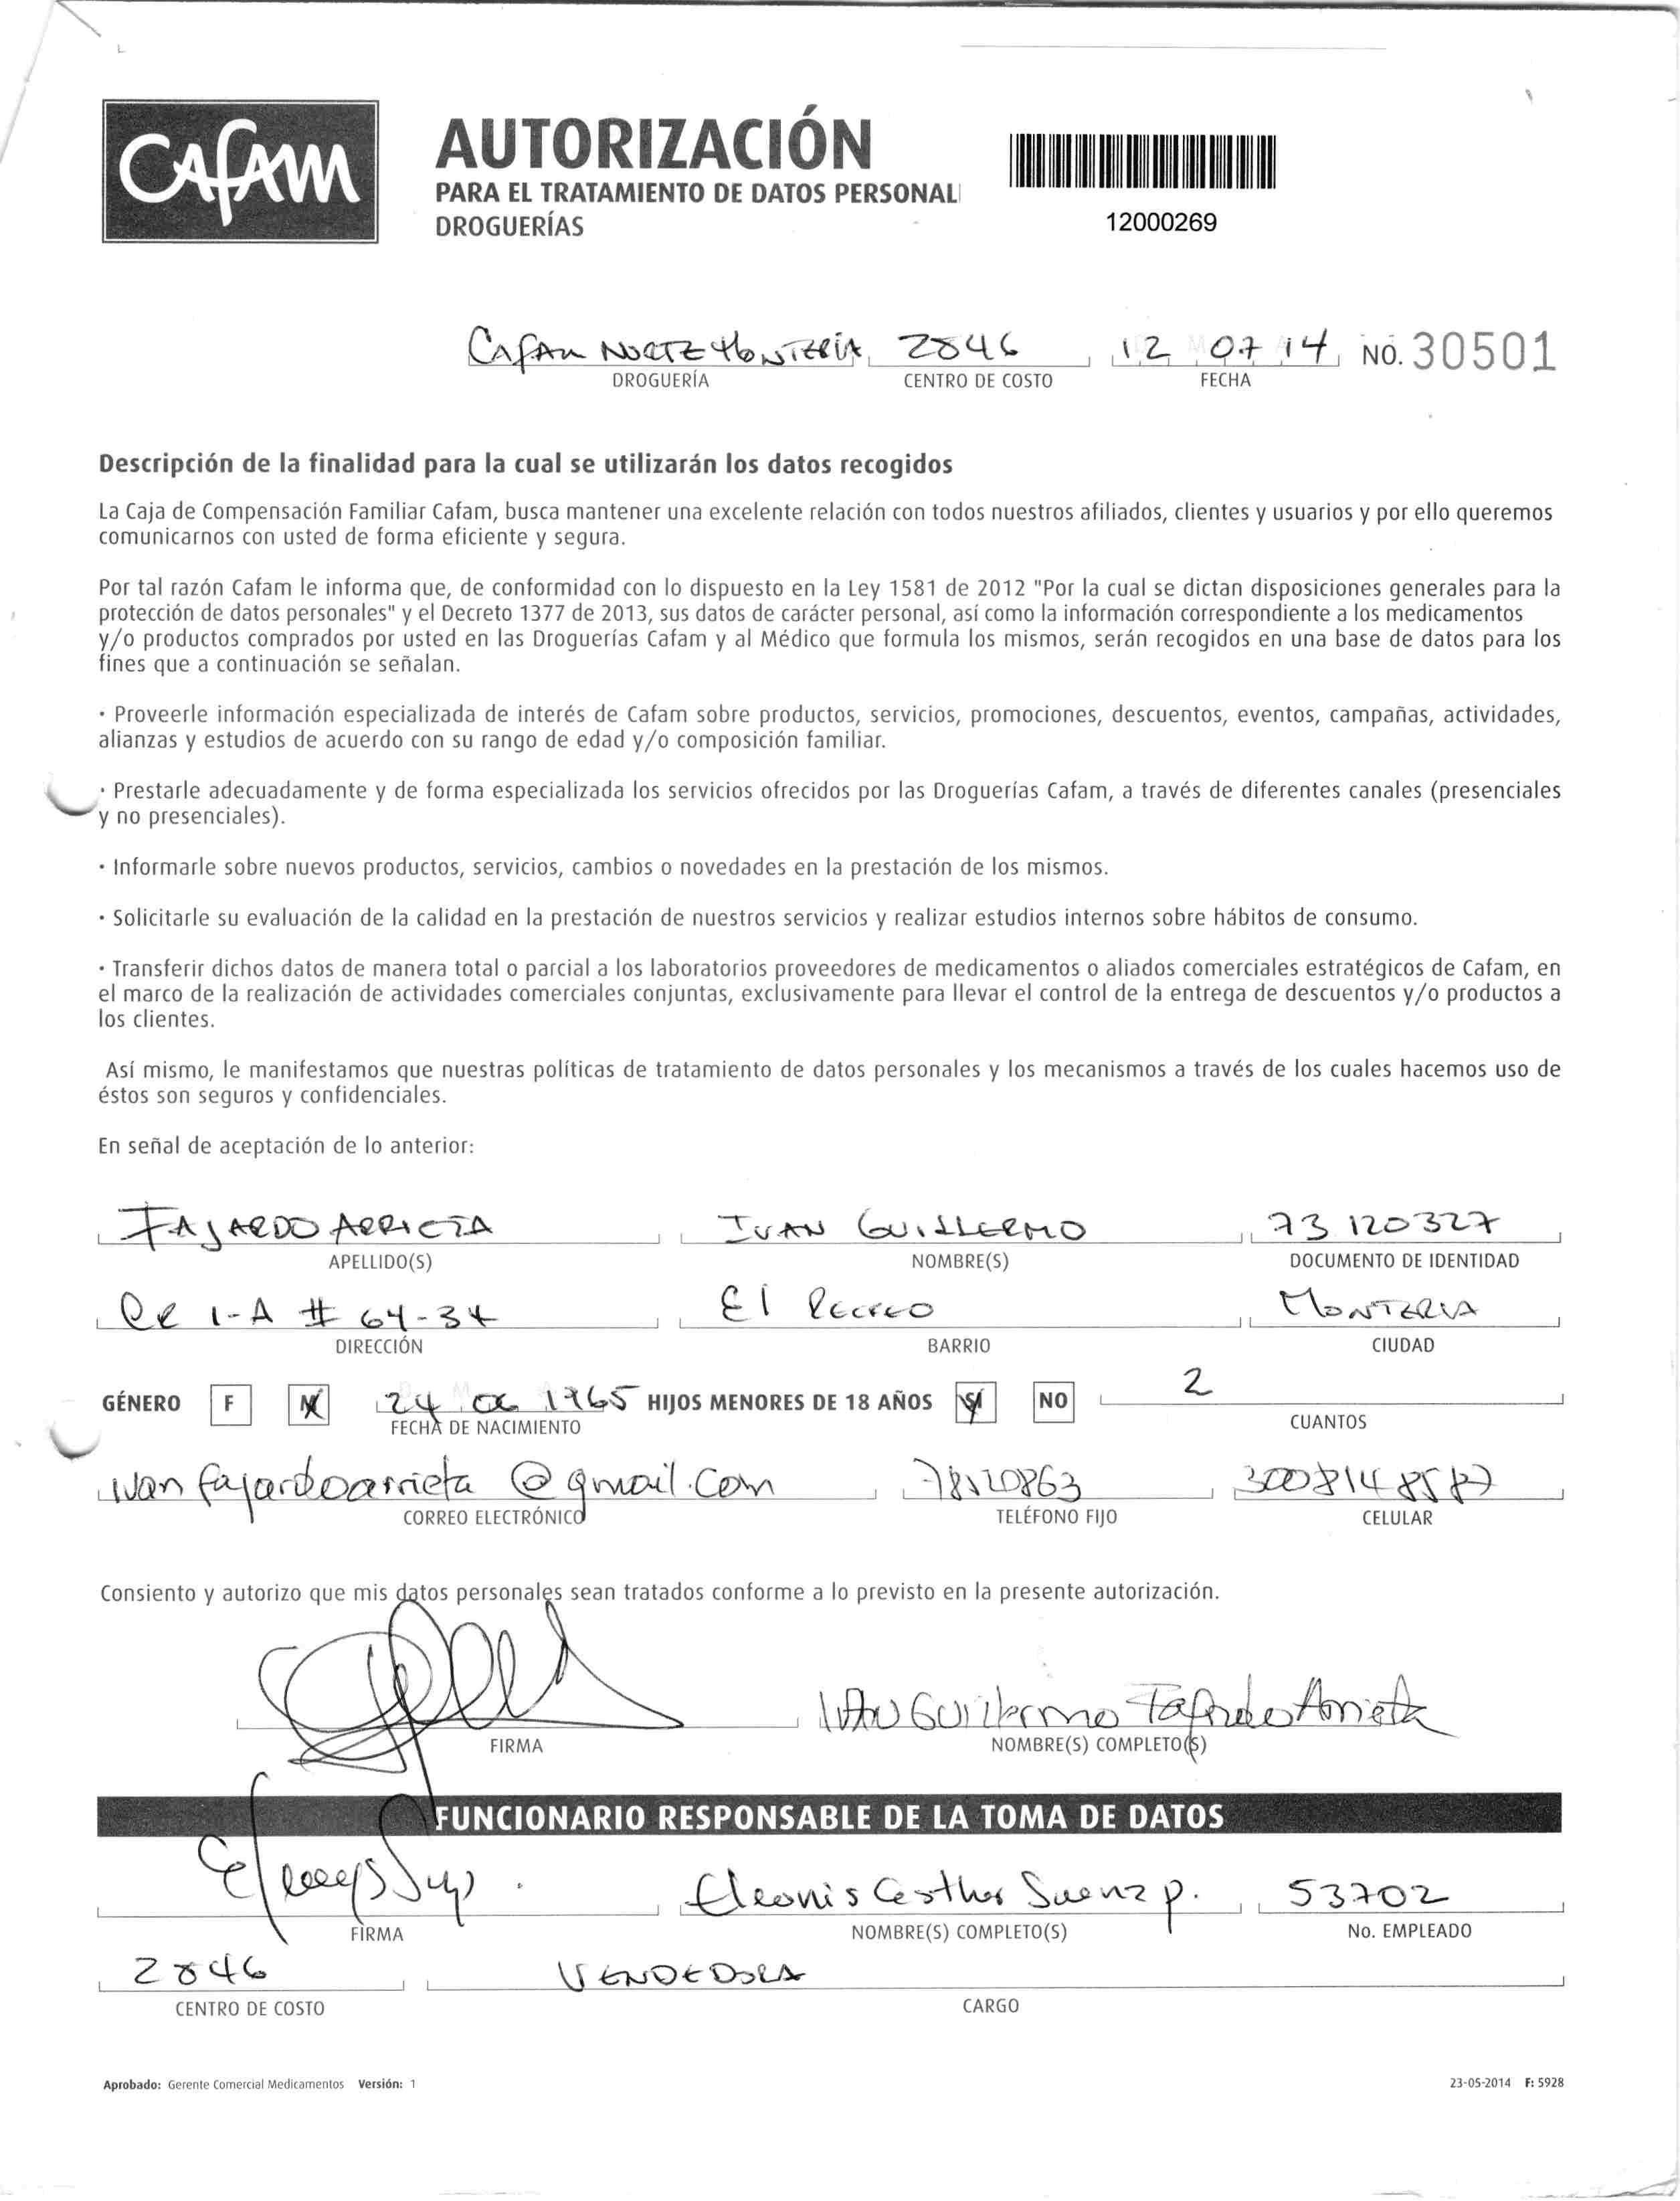 Cafam
AUTORIZACIÓN
PARA EL TRATAMIENTO DE DATOS PERSONAL
DROGUERÍAS
12000269
Cafam Norte Montería 2846 12 07 14 NO. 30501
DROGUERÍA CENTRO DE COSTO FECHA
Descripción de la finalidad para la cual se utilizarán los datos recogidos
La Caja de Compensación Familiar Cafam, busca mantener una excelente relación con todos nuestros afiliados, clientes y usuarios y por ello queremos
comunicarnos con usted de forma eficiente y segura.
Por tal razón Cafam le informa que, de conformidad con lo dispuesto en la Ley 1581 de 2012 "Por la cual se dictan disposiciones generales para la
protección de datos personales" y el Decreto 1377 de 2013, sus datos de carácter personal, así como la información correspondiente a los medicamentos
y/o productos comprados por usted en las Droguerías Cafam y al Médico que formula los mismos, serán recogidos en una base de datos para los
fines que a continuación se señalan.
· Proveerle información especializada de interés de Cafam sobre productos, servicios, promociones, descuentos, eventos, campañas, actividades,
alianzas y estudios de acuerdo con su rango de edad y/o composición familiar.
· Prestarle adecuadamente y de forma especializada los servicios ofrecidos por las Droguerías Cafam, a través de diferentes canales (presenciales
y no presenciales).
· Informarle sobre nuevos productos, servicios, cambios o novedades en la prestación de los mismos.
· Solicitarle su evaluación de la calidad en la prestación de nuestros servicios y realizar estudios internos sobre hábitos de consumo.
· Transferir dichos datos de manera total o parcial a los laboratorios proveedores de medicamentos o aliados comerciales estratégicos de Cafam, en
el marco de la realización de actividades comerciales conjuntas, exclusivamente para llevar el control de la entrega de descuentos y/o productos a
los clientes.
Así mismo, le manifestamos que nuestras políticas de tratamiento de datos personales y los mecanismos a través de los cuales hacemos uso de
éstos son seguros y confidenciales.
En señal de aceptación de lo anterior:
FAJARDO ARRIETA IVAN GUILLERMO 73120327
APELLIDO(S) NOMBRE(S) DOCUMENTO DE IDENTIDAD
Cr 1-A # 64-34 El Recreo MONTERIA
DIRECCIÓN BARRIO CIUDAD
GÉNERO F M 24 06 1965 HIJOS MENORES DE 18 AÑOS SÍ NO 2
FECHA DE NACIMIENTO CUANTOS
ivanfajardoarrieta@gmail.com 300814
CORREO ELECTRÓNICO TELÉFONO FIJO CELULAR
Consiento y autorizo que mis datos personales sean tratados conforme a lo previsto en la presente autorización.
IVAN Guillermo Fajardo Arrieta
FIRMA NOMBRE(S) COMPLETO(S)
FUNCIONARIO RESPONSABLE DE LA TOMA DE DATOS
Saenz p. 53702
FIRMA NOMBRE(S) COMPLETO(S) No. EMPLEADO
2846 VENDEDORA
CENTRO DE COSTO CARGO
Aprobado: Gerente Comercial Medicamentos Versión: 1 23-05-2014 F: 5928